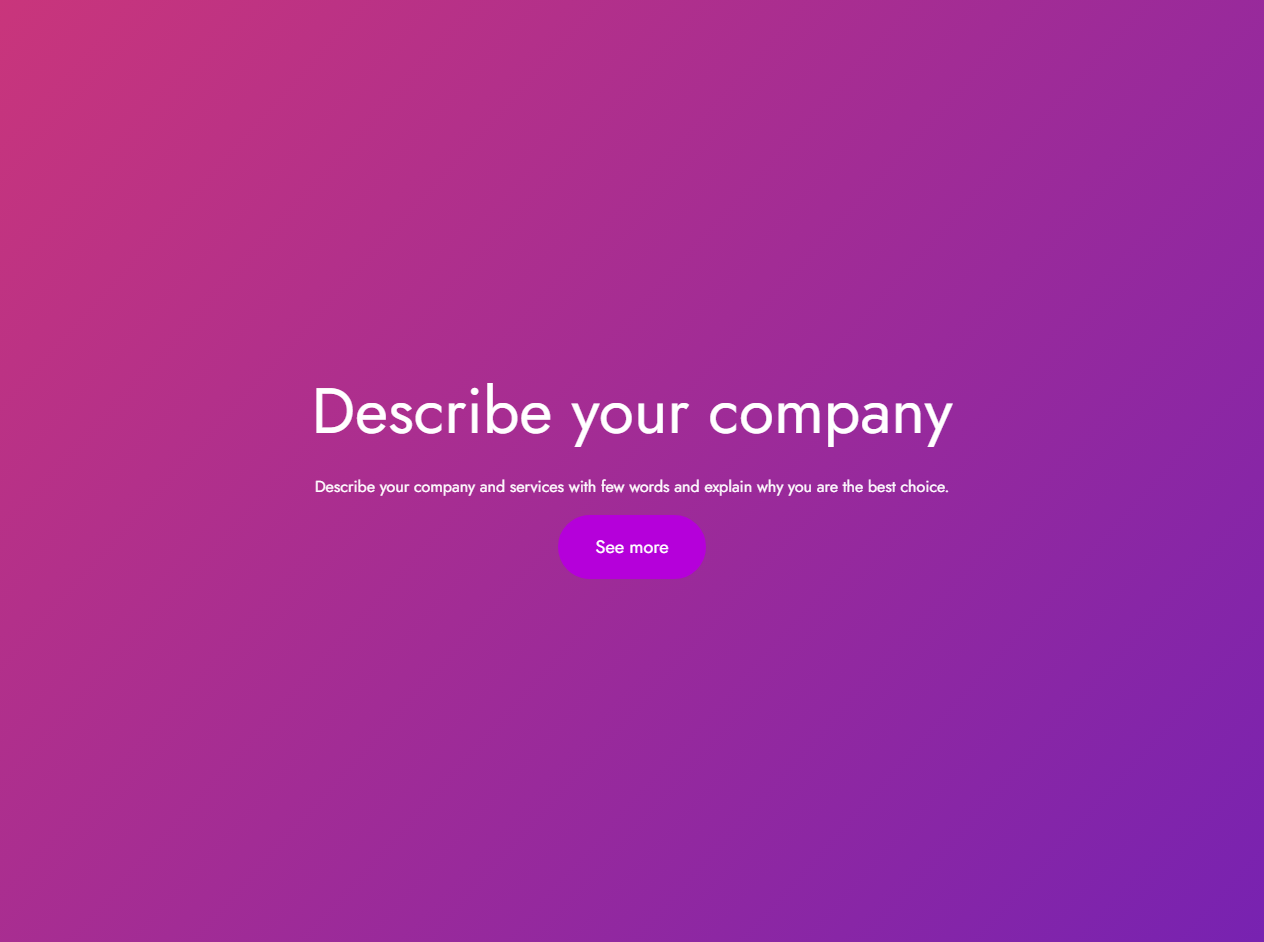 Describe your company
Describe your company and services with few words and explain why you are the best choice.
See more